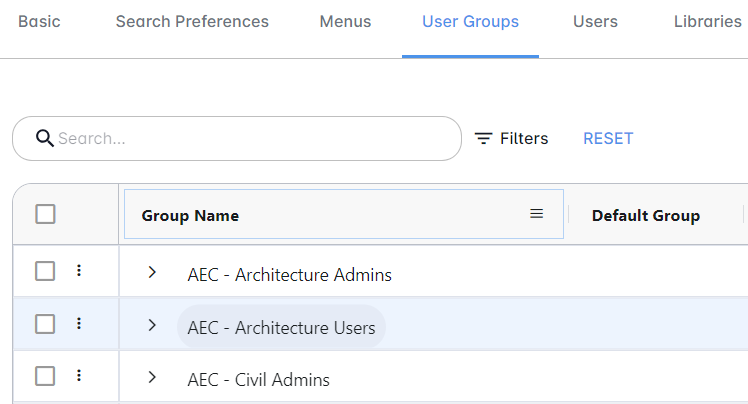 Basic Search Preferences Menus User Groups Users Libraries
Search... Filters RESET
Group Name Default Group
AEC - Architecture Admins
AEC - Architecture Users
AEC - Civil Admins